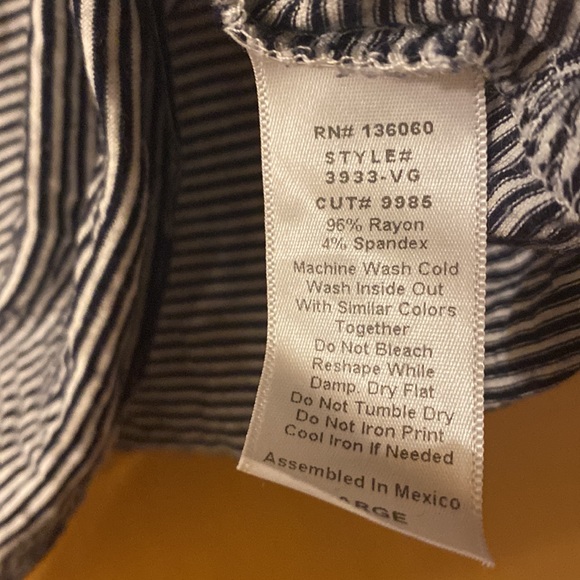 RN# 136060
STYLE#
3933-VG
CUT# 9985
96% Rayon
4% Spandex
Machine Wash Cold
Wash Inside Out
With Similar Colors
Together
Do Not Bleach
Reshape While
Damp. Dry Flat
Do Not Tumble Dry
Do Not Iron Print
Cool Iron If Needed
Assembled In Mexico
ARGE